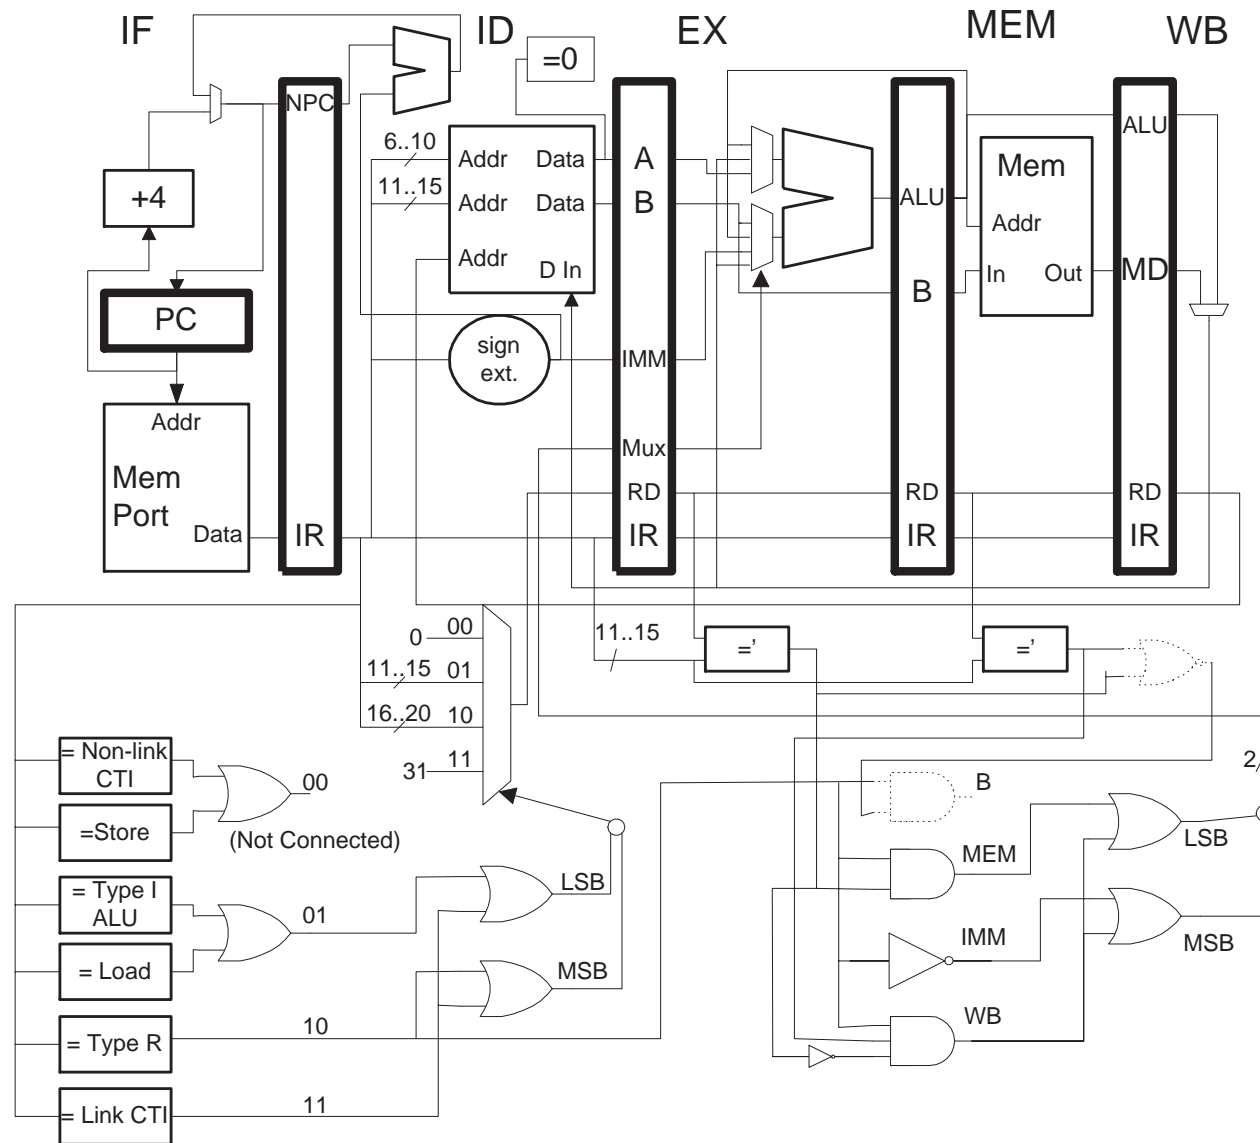 IF
ID
EX
MEM
WB
=0
NPC
6..10
Addr
Data
A
ALU
Mem
+4
11..15
Addr
Data
B
ALU
Addr
Addr
D In
In
Out
MD
B
PC
sign
ext.
IMM
Addr
Mux
Mem
Port
RD
RD
RD
Data
IR
IR
IR
IR
0
00
11..15
=’
=’
11..15
01
16..20
10
31
11
= Non-link
CTI
00
2
B
=Store
(Not Connected)
MEM
LSB
= Type I
ALU
01
LSB
IMM
MSB
= Load
MSB
10
WB
= Type R
= Link CTI
11